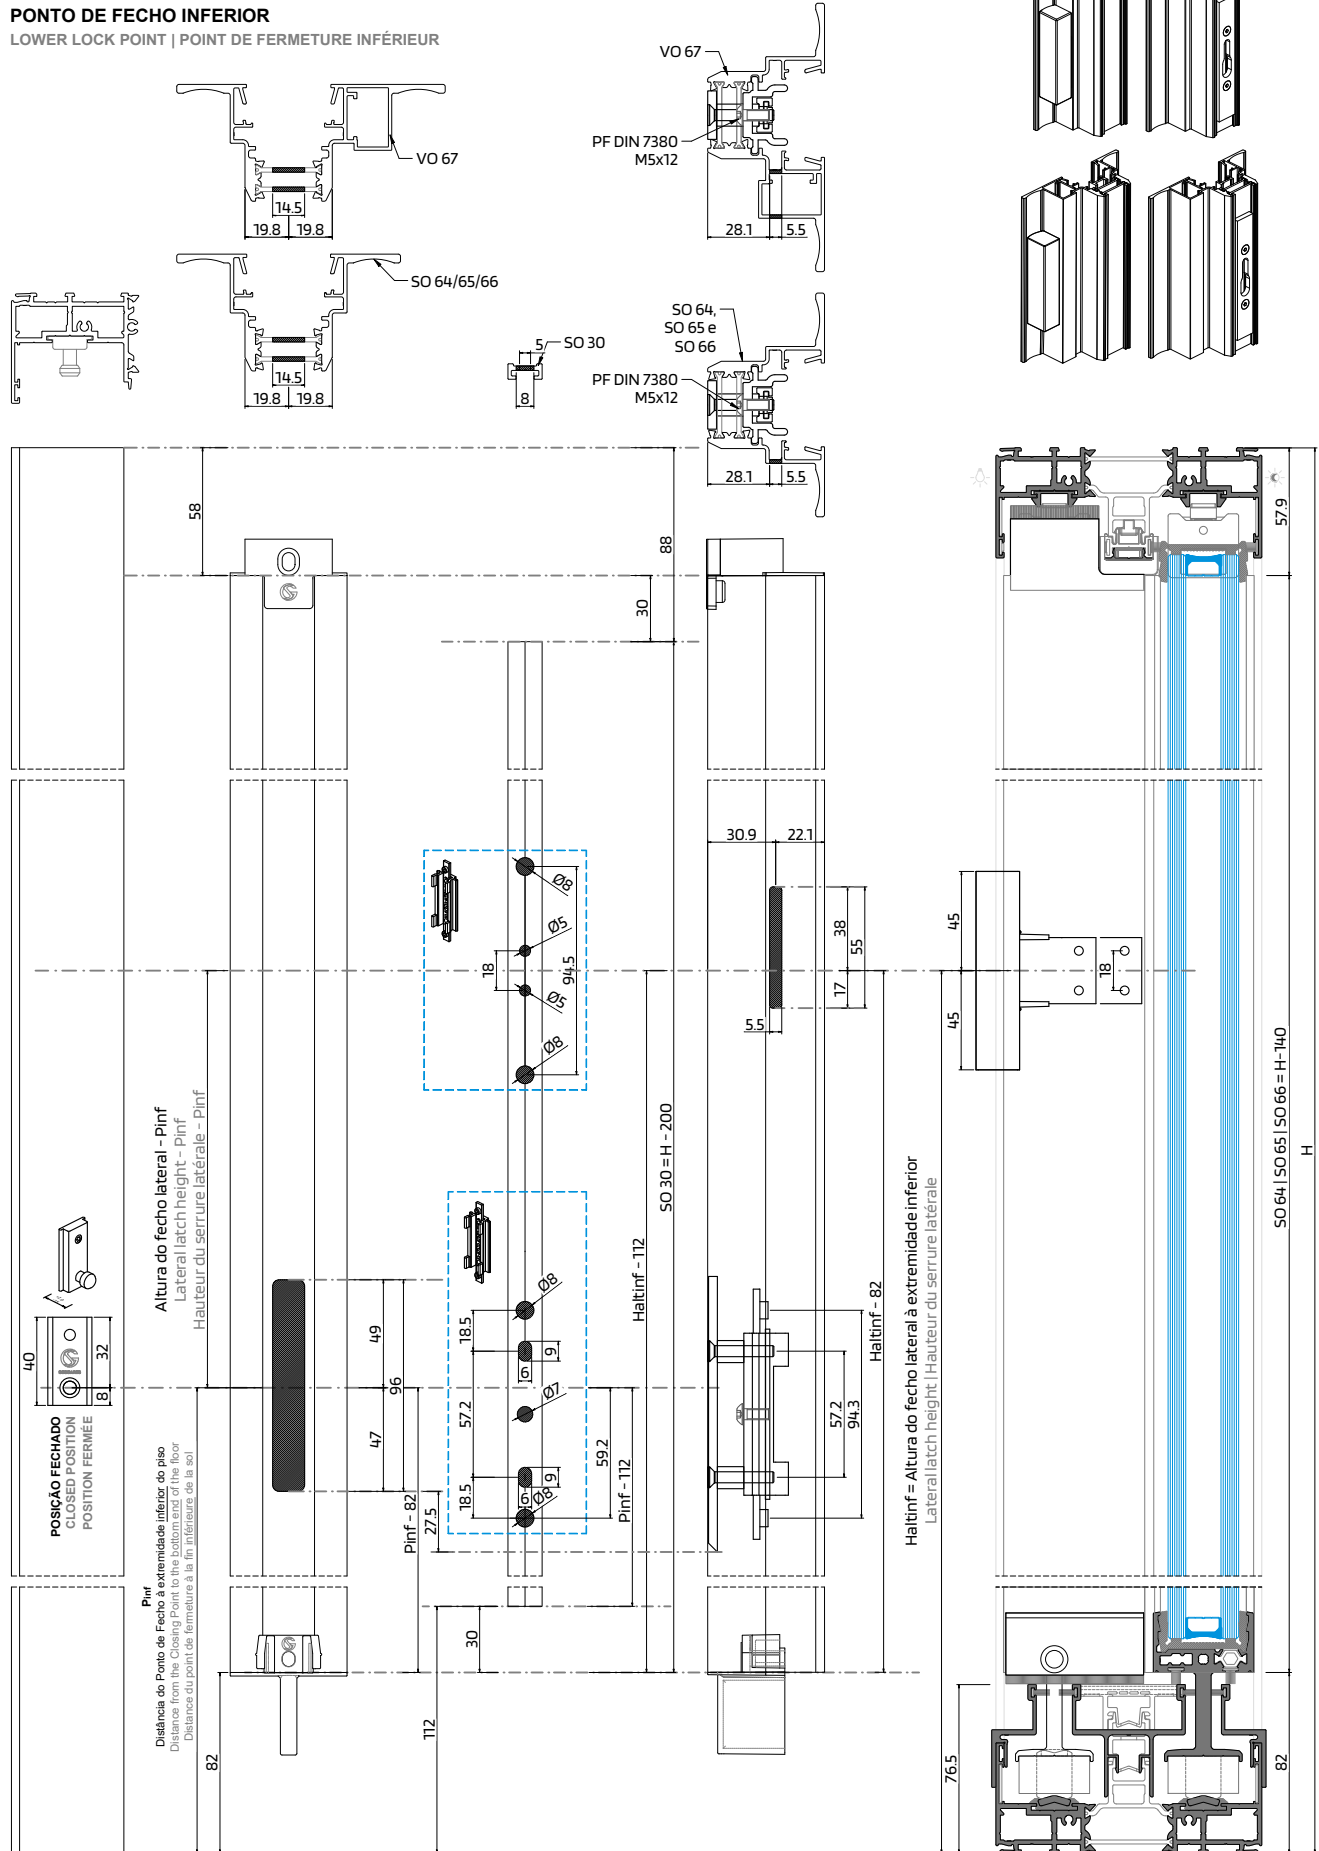 PONTO DE FECHO INFERIOR
LOWER LOCK POINT | POINT DE FERMETURE INFÉRIEUR
VO 67
14.5
19.8 19.8
SO 64/65/66
14.5
19.8 19.8
5
SO 30
8
VO 67
PF DIN 7380
M5x12
28.1 5.5
SO 64,
SO 65 e
SO 66
PF DIN 7380
M5x12
28.1 5.5
58
88
30
57.9
30.9 22.1
Ø8
Ø5
18
94.5
Ø5
Ø8
38
55
17
5.5
45
18
45
Altura do fecho lateral - Pinf
Lateral latch height - Pinf
Hauteur du serrure latérale - Pinf
SO 30 = H - 200
Haltinf - 112
Haltinf - 82
Haltinf = Altura do fecho lateral à extremidade inferior
Lateral latch height | Hauteur du serrure latérale
SO 64 | SO 65 | SO 66 = H-140
H
40
32
8
POSIÇÃO FECHADO
CLOSED POSITION
POSITION FERMÉE
49
96
47
Pinf - 82
27.5
18.5
Ø8
9
6
57.2
Ø7
59.2
9
6
18.5
Ø8
Pinf - 112
57.2
94.3
Pinf
Distância do Ponto de Fecho à extremidade inferior do piso
Distance from the Closing Point to the bottom end of the floor
Distance du point de fermeture à la fin inférieure de la sol
30
82
112
76.5
82